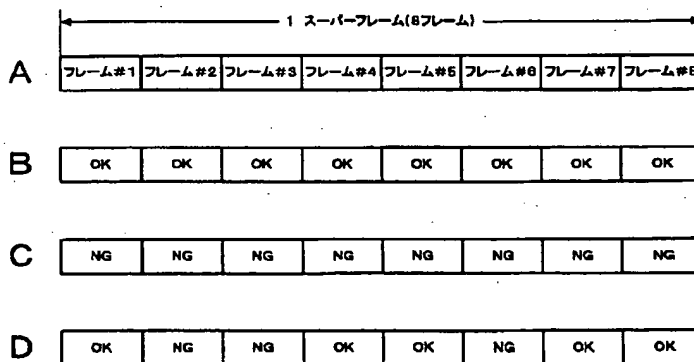 1 スーパーフレーム(8フレーム)
A フレーム#1 フレーム#2 フレーム#3 フレーム#4 フレーム#5 フレーム#6 フレーム#7 フレーム#8
B OK OK OK OK OK OK OK OK
C NG NG NG NG NG NG NG NG
D OK NG NG OK OK NG OK OK